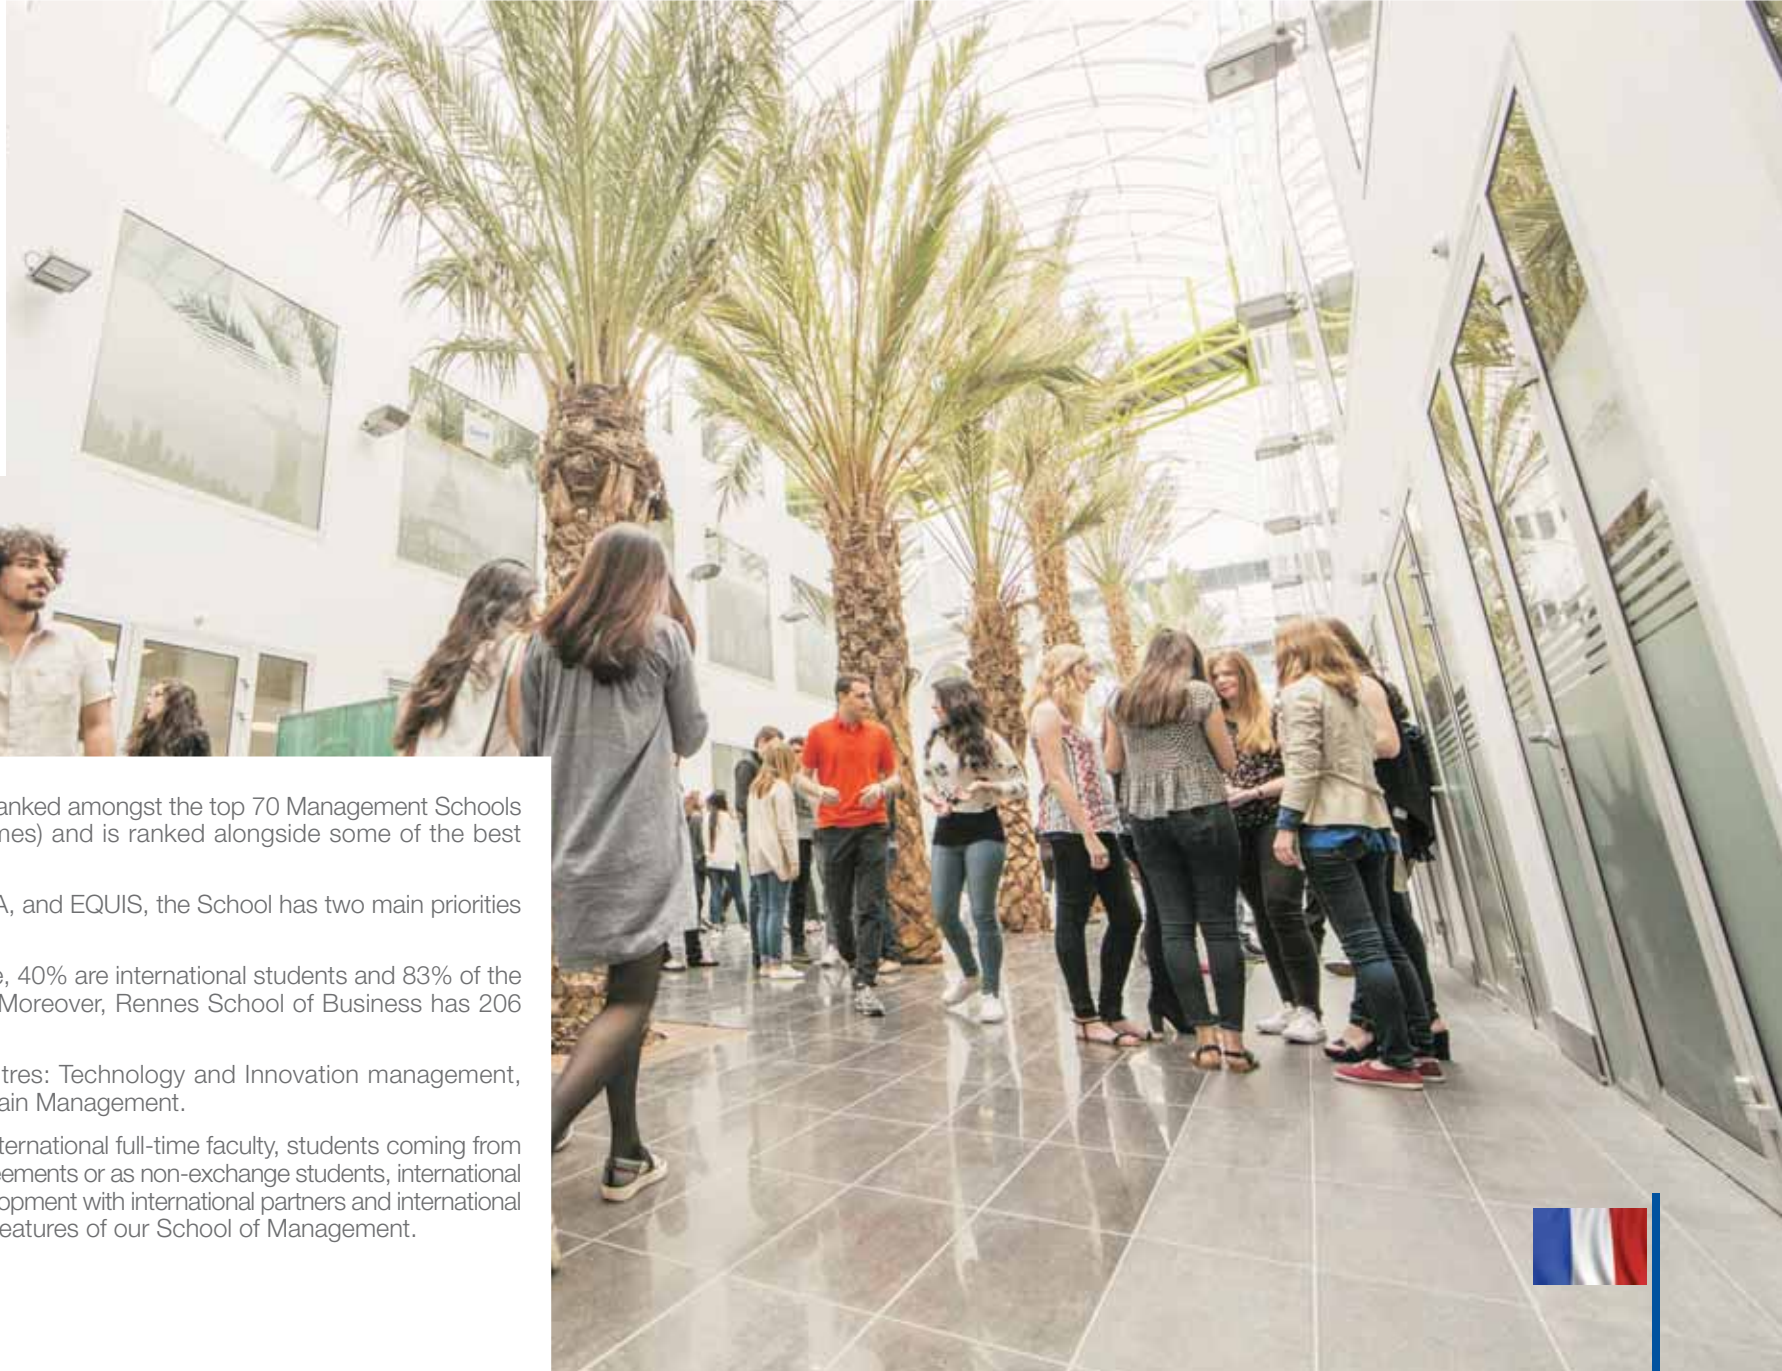 anked amongst the top 70 Management Schools
mes) and is ranked alongside some of the best
A, and EQUIS, the School has two main priorities
e, 40% are international students and 83% of the
Moreover, Rennes School of Business has 206
tres: Technology and Innovation management,
ain Management.
ternational full-time faculty, students coming from
ements or as non-exchange students, international
opment with international partners and international
eatures of our School of Management.